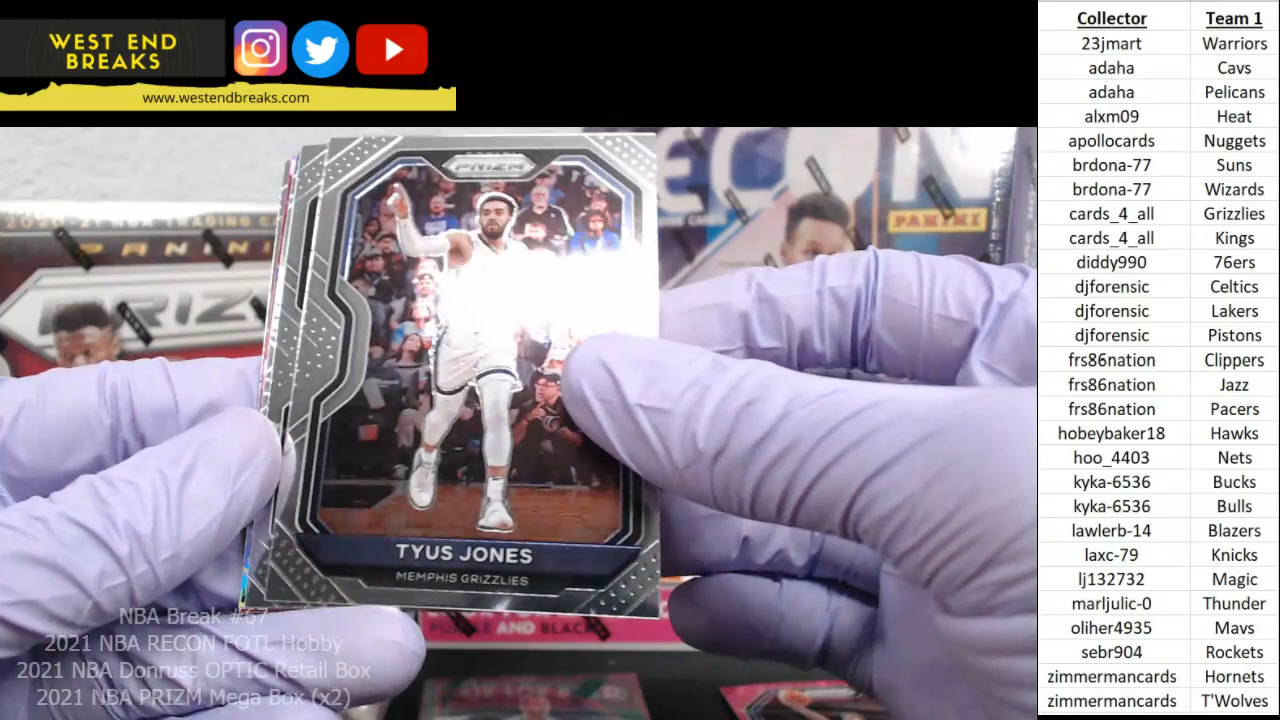 WEST END
BREAKS
www.westendbreaks.com
Collector Team 1
23jmart Warriors
adaha Cavs
adaha Pelicans
alxm09 Heat
apollocards Nuggets
brdona-77 Suns
brdona-77 Wizards
cards_4_all Grizzlies
cards_4_all Kings
diddy990 76ers
djforensic Celtics
djforensic Lakers
djforensic Pistons
frs86nation Clippers
frs86nation Jazz
frs86nation Pacers
hobeybaker18 Hawks
hoo_4403 Nets
kyka-6536 Bucks
kyka-6536 Bulls
lawlerb-14 Blazers
laxc-79 Knicks
lj132732 Magic
marljulic-0 Thunder
oliher4935 Mavs
sebr904 Rockets
zimmermancards Hornets
zimmermancards T'Wolves
PRIZM
TYUS JONES
MEMPHIS GRIZZLIES
PANINI
PRIZ
ECON
PANINI
AND BLACK
NBA Break #67
2021 NBA RECON FOTL Hobby
2021 NBA Donruss OPTIC Retail Box
2021 NBA PRIZM Mega Box (x2)